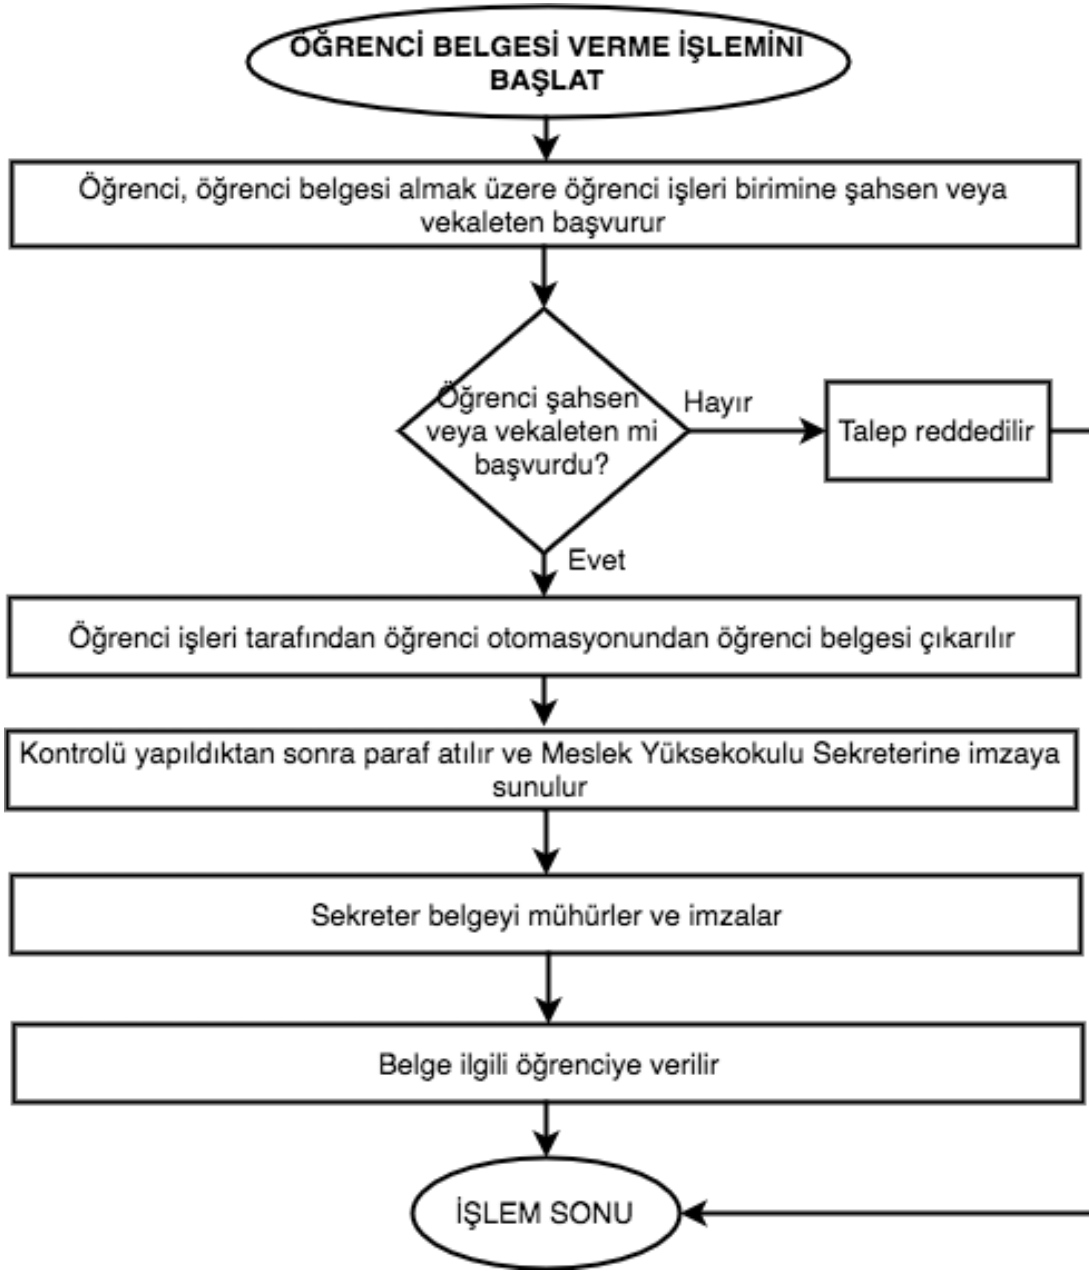 ÖĞRENCİ BELGESİ VERME İŞLEMİNİ
BAŞLAT
Öğrenci, öğrenci belgesi almak üzere öğrenci işleri birimine şahsen veya
vekaleten başvurur
Öğrenci şahsen
veya vekaleten mi
başvurdu?
Hayır
Talep reddedilir
Evet
Öğrenci işleri tarafından öğrenci otomasyonundan öğrenci belgesi çıkarılır
Kontrolü yapıldıktan sonra paraf atılır ve Meslek Yüksekokulu Sekreterine imzaya
sunulur
Sekreter belgeyi mühürler ve imzalar
Belge ilgili öğrenciye verilir
İŞLEM SONU